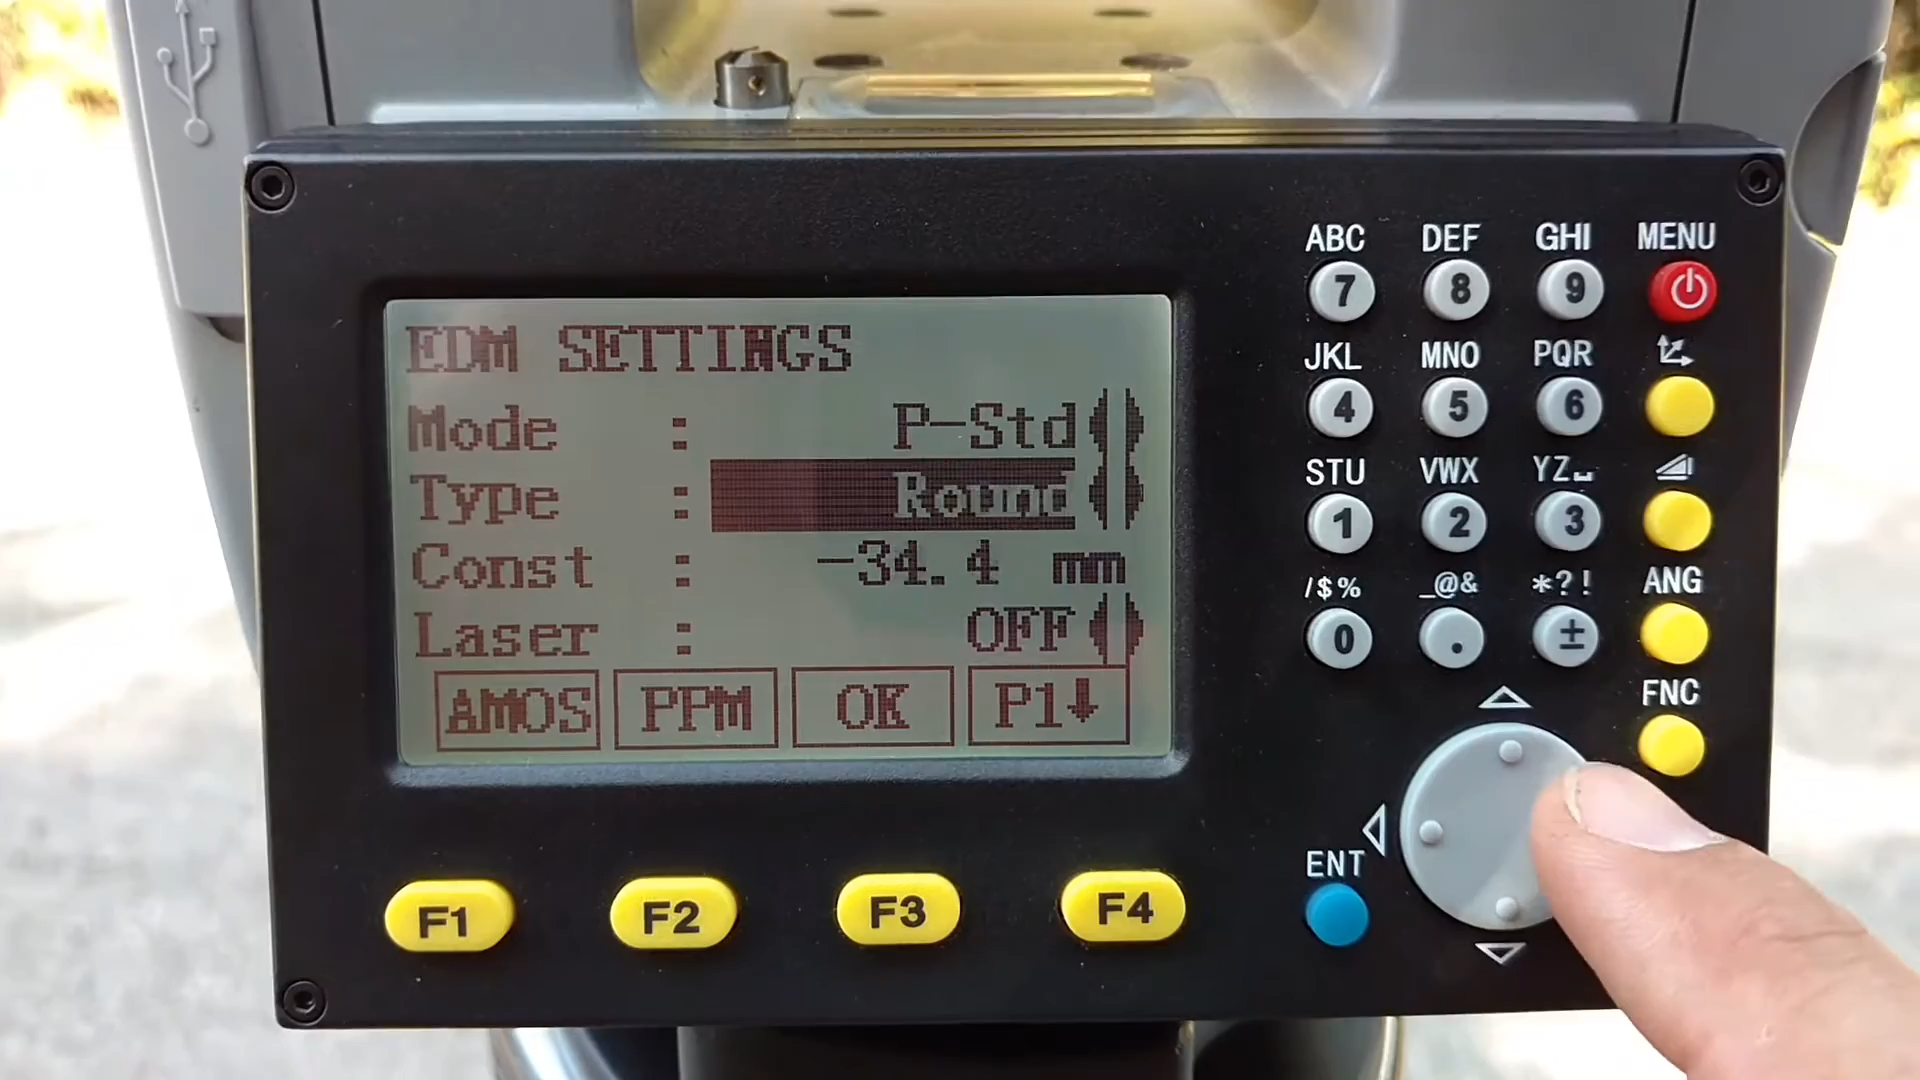 EDM SETTINGS
Mode : P-Std
Type : Round
Const : -34.4 mm
Laser : OFF
AMOS PPM OK P1↓
F1 F2 F3 F4
ABC DEF GHI MENU
7 8 9
JKL MNO PQR
4 5 6
STU VWX YZ␣
1 2 3
/$% _@& *?! ANG
0 . ±
FNC
ENT